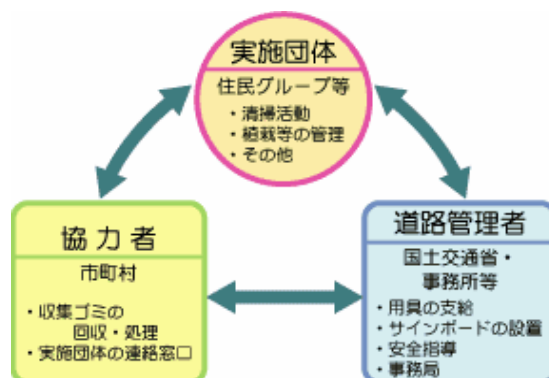 実施団体
住民グループ等
・清掃活動
・植栽等の管理
・その他
協力者
市町村
・収集ゴミの
回収・処理
・実施団体の連絡窓口
道路管理者
国土交通省・
事務所等
・用具の支給
・サインボードの設置
・安全指導
・事務局